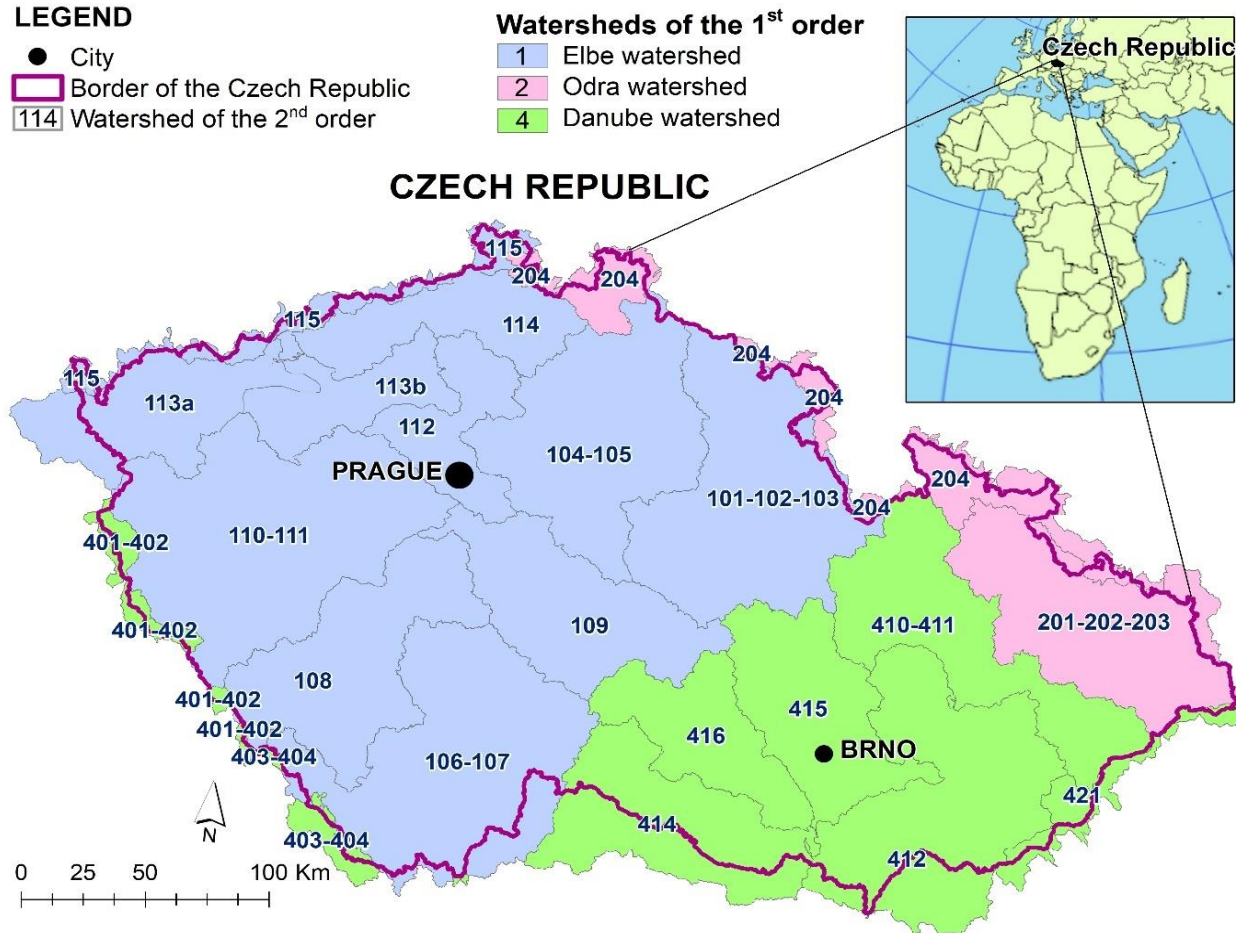 LEGEND
City
Border of the Czech Republic
114 Watershed of the 2nd order
Watersheds of the 1st order
1 Elbe watershed
2 Odra watershed
4 Danube watershed
Czech Republic
CZECH REPUBLIC
115
204
204
115
114
204
115
113a
113b
204
112
104-105
PRAGUE
101-102-103
204
204
401-402
110-111
401-402
109
410-411
201-202-203
108
401-402
415
401-402
416
403-404
106-107
BRNO
421
N
403-404
414
412
0 25 50 100 Km